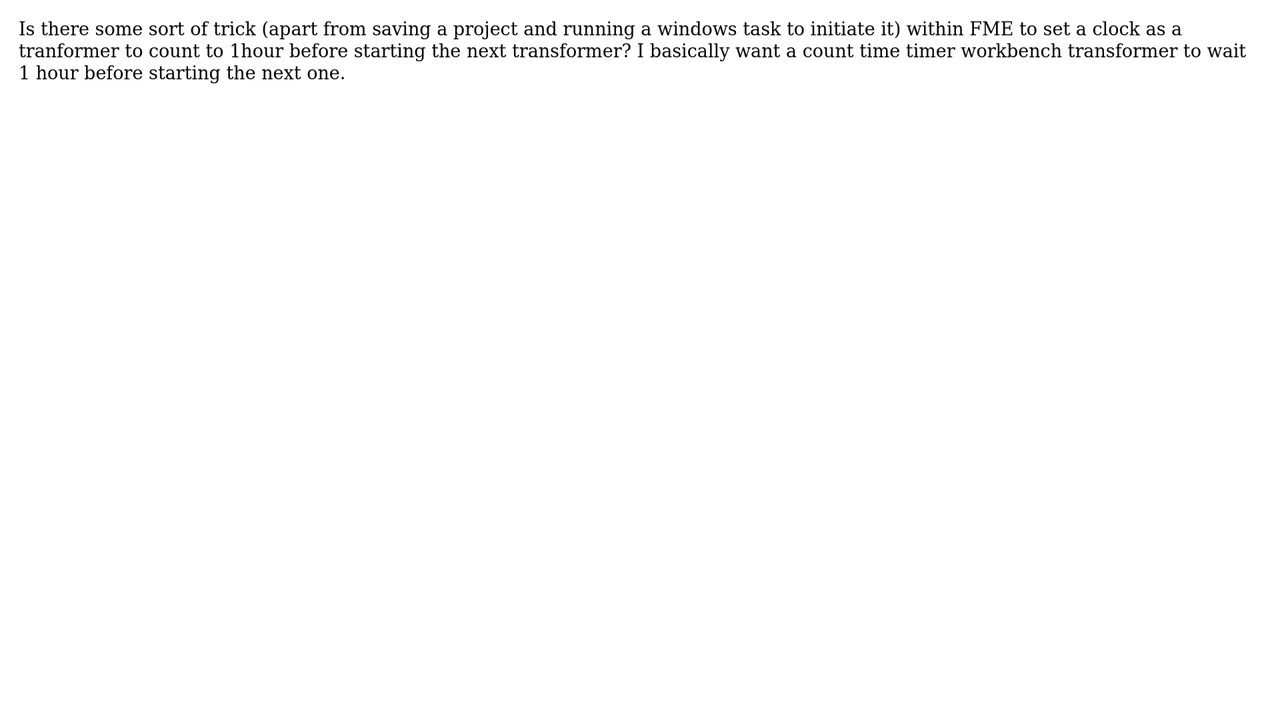 Is there some sort of trick (apart from saving a project and running a windows task to initiate it) within FME to set a clock as a
tranformer to count to 1hour before starting the next transformer? I basically want a count time timer workbench transformer to wait
1 hour before starting the next one.